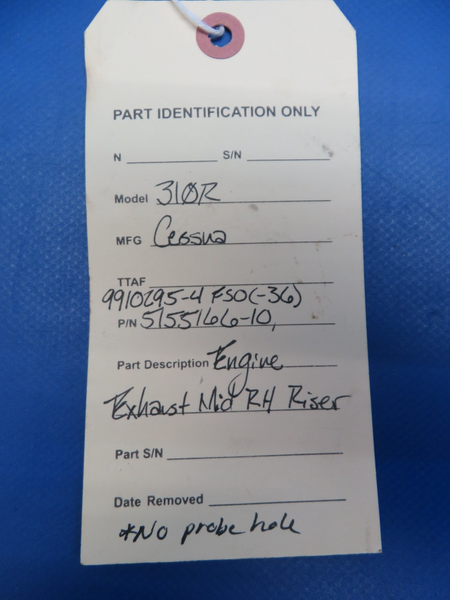 PART IDENTIFICATION ONLY
N S/N
Model 310R
MFG Cessna
TTAF
9910295-4 FSO(-36)
P/N 5155166-10,
Part Description Engine
Exhaust Mid RH Riser
Part S/N
Date Removed
*No probe hole